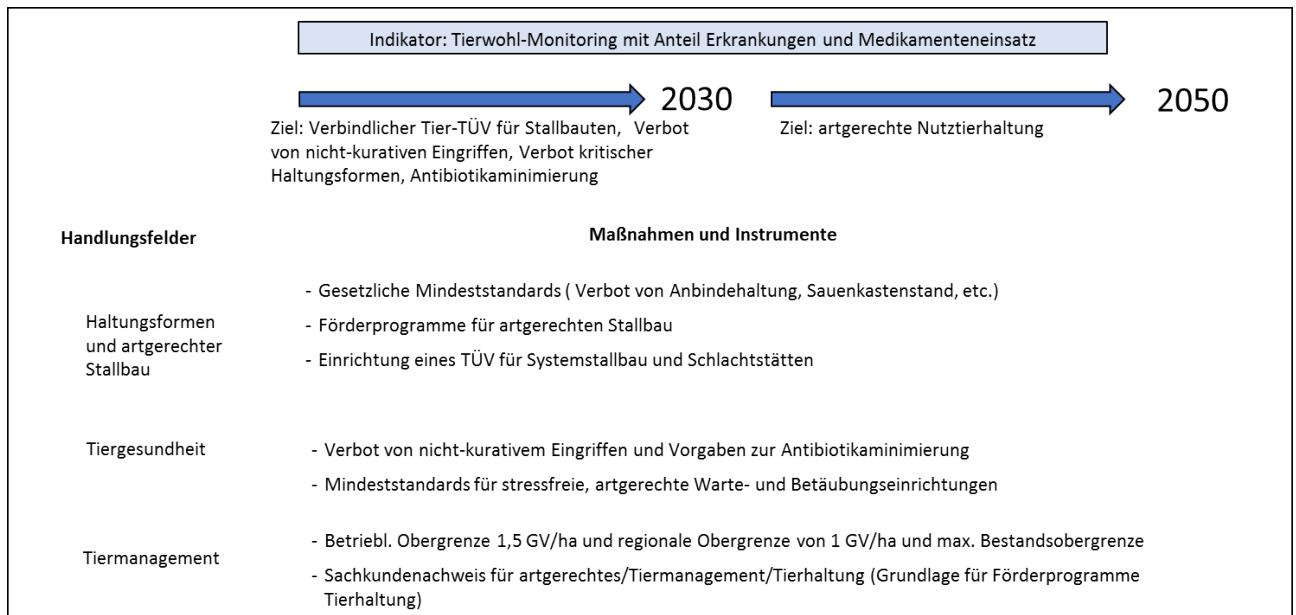 Indikator: Tierwohl-Monitoring mit Anteil Erkrankungen und Medikamenteneinsatz
2030
2050
Ziel: Verbindlicher Tier-TÜV für Stallbauten, Verbot
von nicht-kurativen Eingriffen, Verbot kritischer
Haltungsformen, Antibiotikaminimierung
Ziel: artgerechte Nutztierhaltung
Handlungsfelder
Maßnahmen und Instrumente
Haltungsformen
und artgerechter
Stallbau
- Gesetzliche Mindeststandards ( Verbot von Anbindehaltung, Sauenkastenstand, etc.)
- Förderprogramme für artgerechten Stallbau
- Einrichtung eines TÜV für Systemstallbau und Schlachtstätten
Tiergesundheit
- Verbot von nicht-kurativem Eingriffen und Vorgaben zur Antibiotikaminimierung
- Mindeststandards für stressfreie, artgerechte Warte- und Betäubungseinrichtungen
Tiermanagement
- Betriebl. Obergrenze 1,5 GV/ha und regionale Obergrenze von 1 GV/ha und max. Bestandsobergrenze
- Sachkundenachweis für artgerechtes/Tiermanagement/Tierhaltung (Grundlage für Förderprogramme
Tierhaltung)